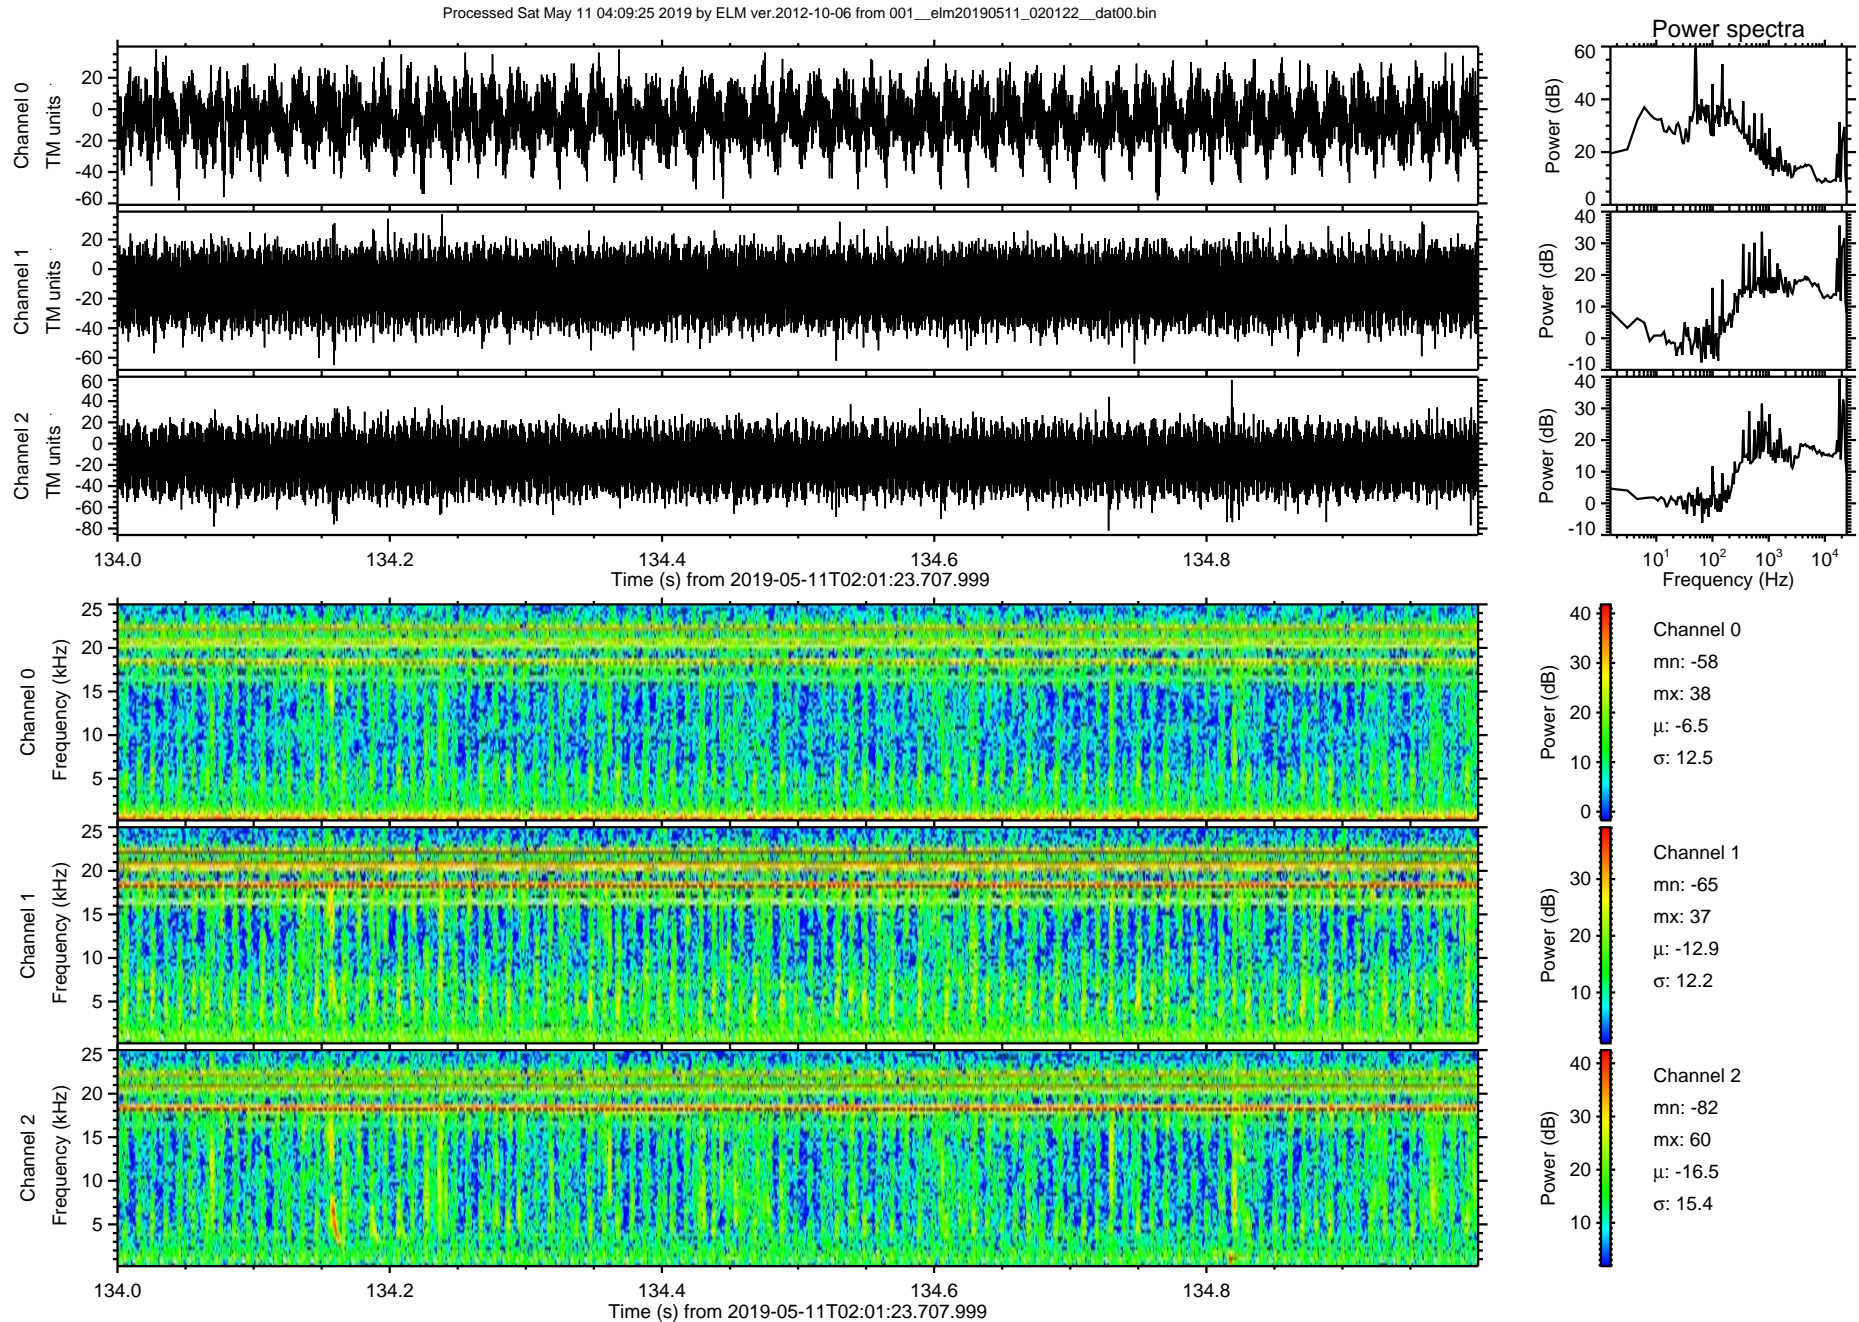 Processed Sat May 11 04:09:25 2019 by ELM ver.2012-10-06 from 001__elm20190511_020122__dat00.bin
Power spectra
Channel 0
TM units
20
0
-20
-40
-60
Power (dB)
60
40
20
0
Channel 1
TM units
20
0
-20
-40
-60
Power (dB)
40
30
20
10
0
-10
Channel 2
TM units
60
40
20
0
-20
-40
-60
-80
Power (dB)
40
30
20
10
0
-10
134.0 134.2 134.4 134.6 134.8
Time (s) from 2019-05-11T02:01:23.707.999
10¹ 10² 10³ 10⁴
Frequency (Hz)
Channel 0
Frequency (kHz)
25
20
15
10
5
Power (dB)
40
30
20
10
0
Channel 0
mn: -58
mx: 38
μ: -6.5
σ: 12.5
Channel 1
Frequency (kHz)
25
20
15
10
5
Power (dB)
30
20
10
Channel 1
mn: -65
mx: 37
μ: -12.9
σ: 12.2
Channel 2
Frequency (kHz)
25
20
15
10
5
Power (dB)
40
30
20
10
Channel 2
mn: -82
mx: 60
μ: -16.5
σ: 15.4
134.0 134.2 134.4 134.6 134.8
Time (s) from 2019-05-11T02:01:23.707.999